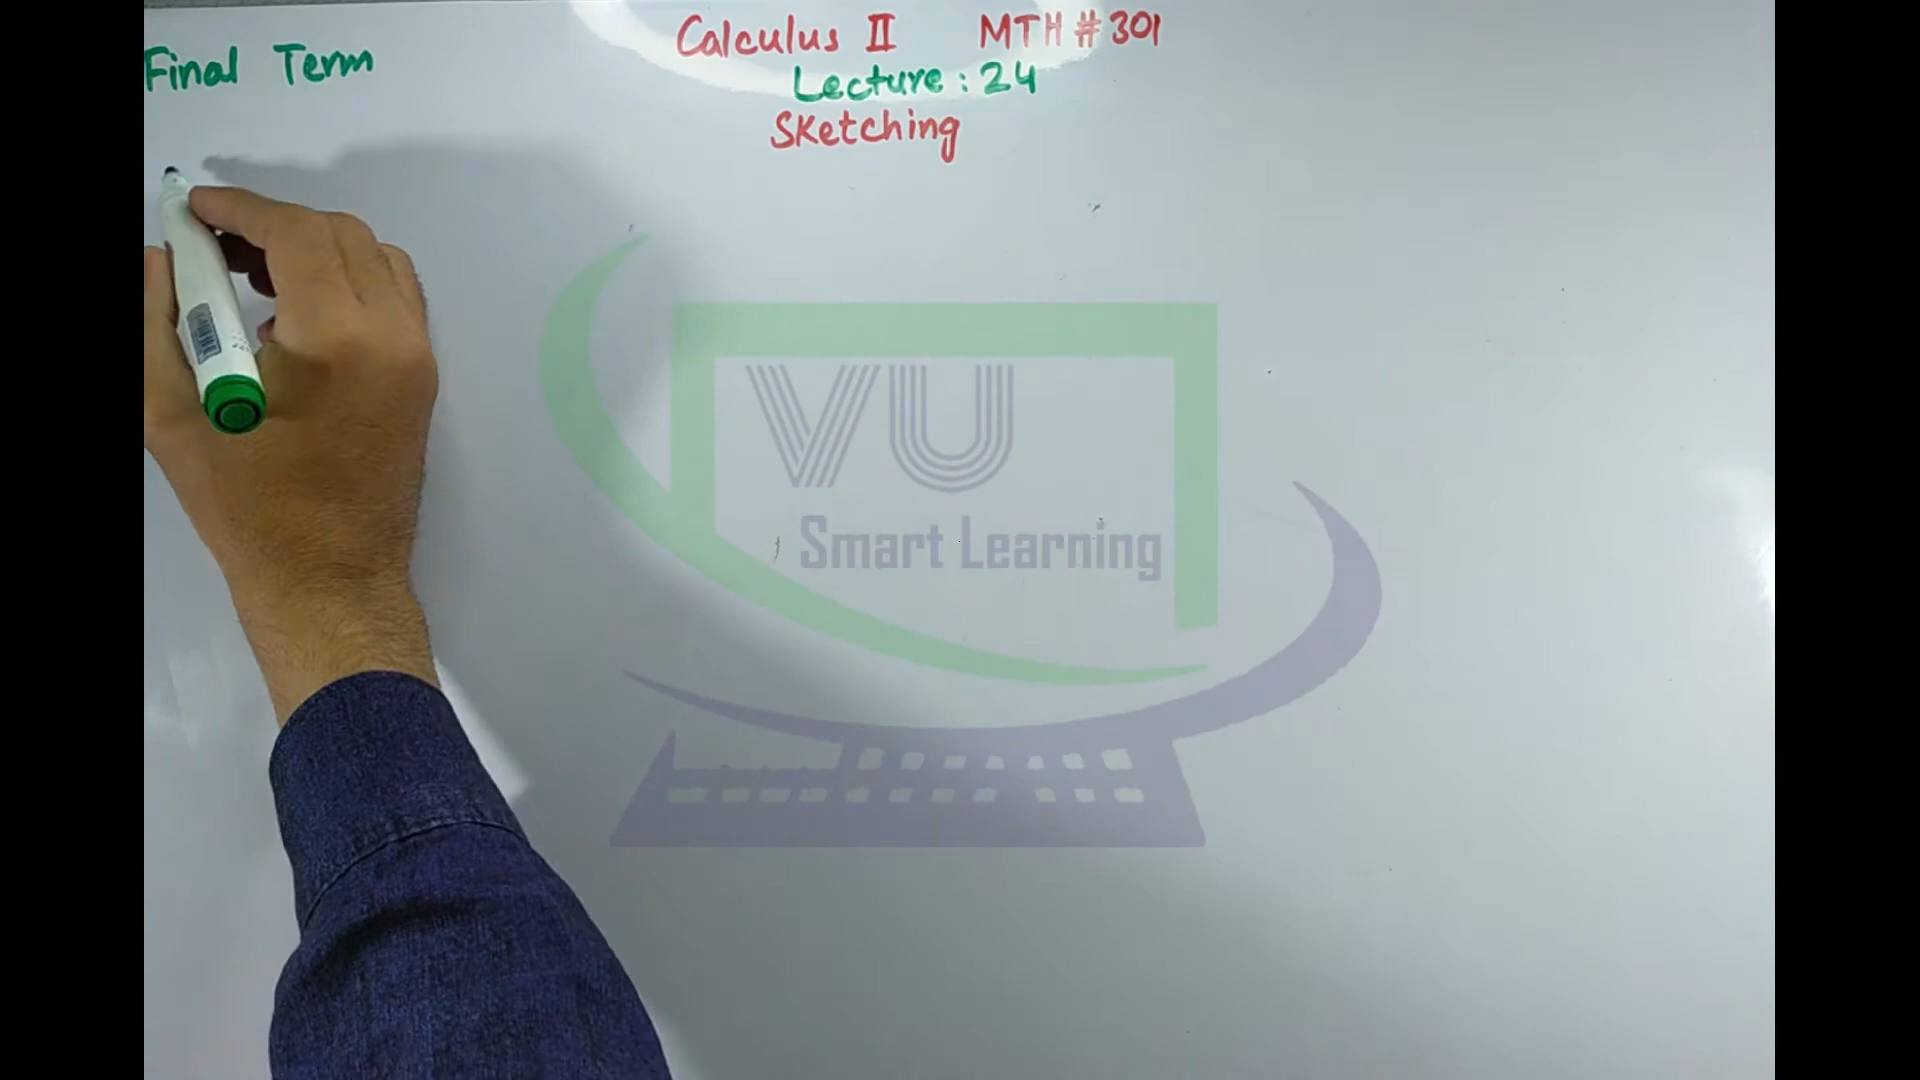 Calculus II MTH # 301
Final Term
Lecture : 24
Sketching
VU
Smart Learning